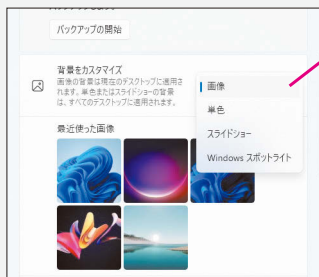 バックアップの開始
背景をカスタマイズ
画像の背景は現在のデスクトップに適用さ
れます。単色またはスライドショーの背景
は、すべてのデスクトップに適用されます。
画像
単色
スライドショー
Windows スポットライト
最近使った画像